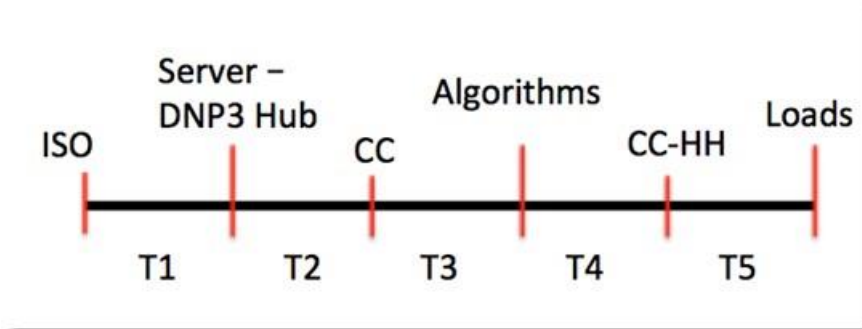 Server –
DNP3 Hub
Algorithms
Loads
ISO
CC
CC-HH
T1 T2 T3 T4 T5